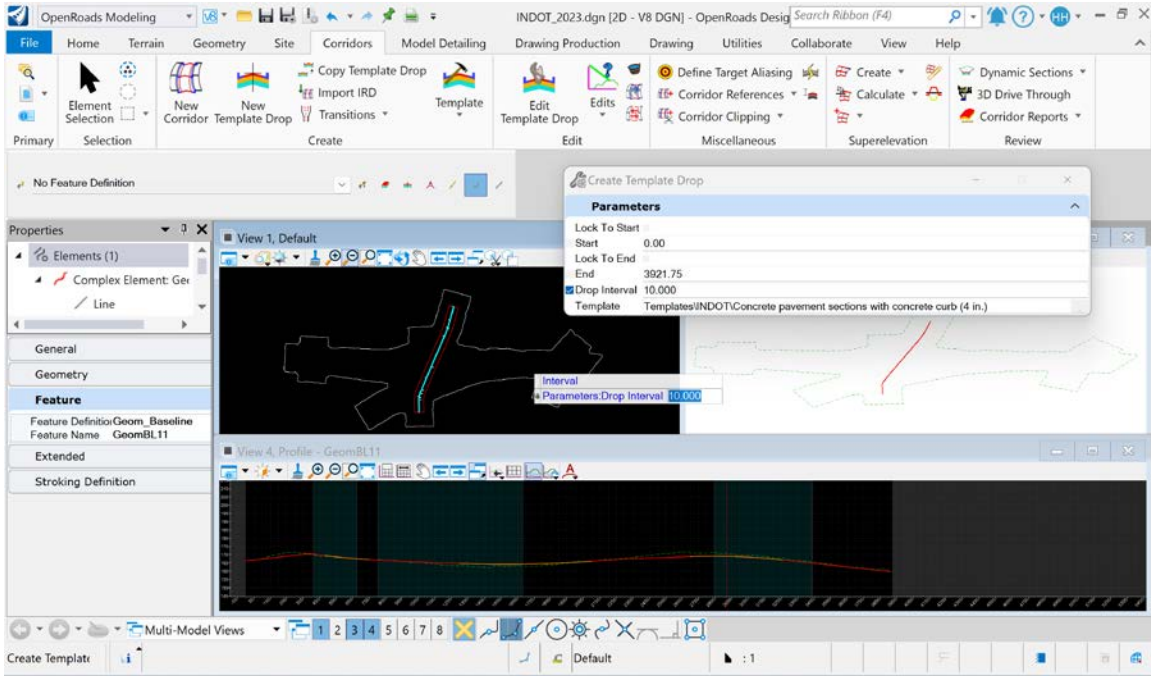 OpenRoads Modeling
INDOT_2023.dgn [2D - V8 DGN] - OpenRoads Desig
Search Ribbon (F4)
HH
File Home Terrain Geometry Site Corridors Model Detailing Drawing Production Drawing Utilities Collaborate View Help
Copy Template Drop
Import IRD
Transitions
Element Selection
New Corridor
New Template Drop
Template
Edit Template Drop
Edits
Define Target Aliasing
Corridor References
Corridor Clipping
Create
Calculate
Dynamic Sections
3D Drive Through
Corridor Reports
Primary Selection Create Edit Miscellaneous Superelevation Review
No Feature Definition
Create Template Drop
Parameters
Lock To Start
Start 0.00
Lock To End
End 3921.75
Drop Interval 10.000
Template Templates\INDOT\Concrete pavement sections with concrete curb (4 in.)
Properties
Elements (1)
Complex Element: Geo
Line
General
Geometry
Feature
Feature Definition Geom_Baseline
Feature Name GeomBL11
Extended
Stroking Definition
View 1, Default
Interval
Parameters:Drop Interval 10.000
View 4, Profile - GeomBL11
Multi-Model Views
1 2 3 4 5 6 7 8
Create Template
Default
: 1